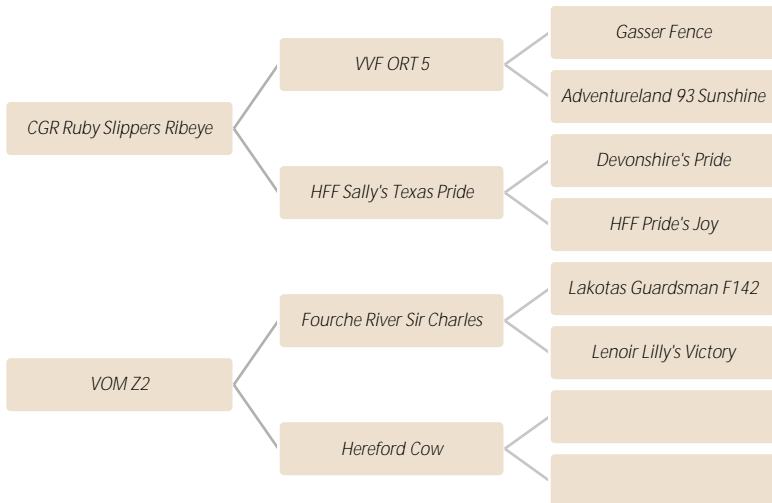 Gasser Fence
VVF ORT 5
Adventureland 93 Sunshine
CGR Ruby Slippers Ribeye
Devonshire's Pride
HFF Sally's Texas Pride
HFF Pride's Joy
Lakotas Guardsman F142
Fourche River Sir Charles
Lenoir Lilly's Victory
VOM Z2
Hereford Cow